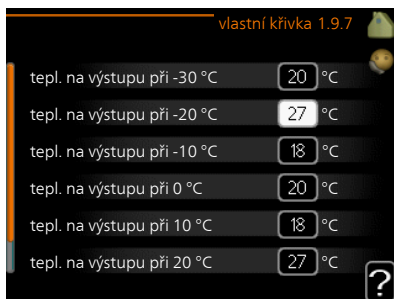 vlastní křivka 1.9.7
tepl. na výstupu při -30 °C 20 °C
tepl. na výstupu při -20 °C 27 °C
tepl. na výstupu při -10 °C 18 °C
tepl. na výstupu při 0 °C 20 °C
tepl. na výstupu při 10 °C 18 °C
tepl. na výstupu při 20 °C 27 °C
?